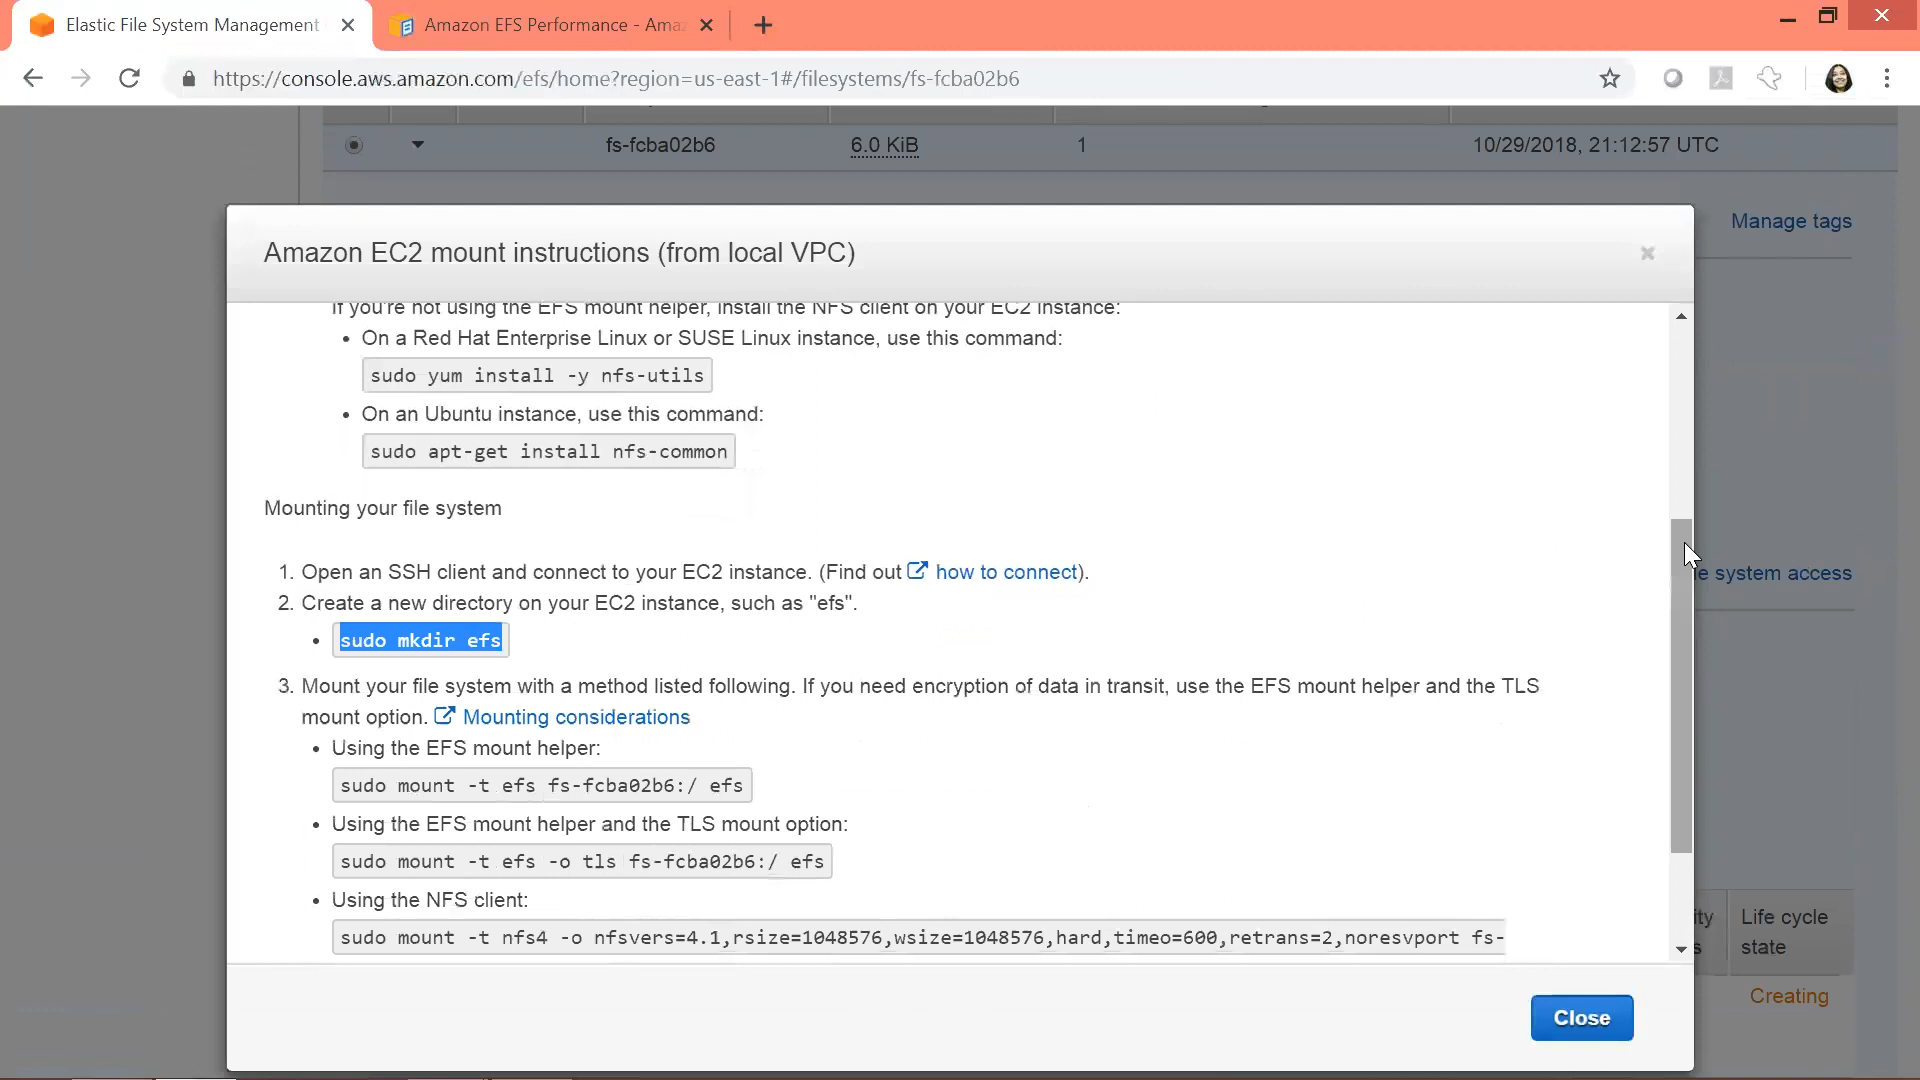 Elastic File System Management
Amazon EFS Performance - Ama
https://console.aws.amazon.com/efs/home?region=us-east-1#/filesystems/fs-fcba02b6
fs-fcba02b6 6.0 KiB 1 10/29/2018, 21:12:57 UTC
Manage tags
Amazon EC2 mount instructions (from local VPC)
If you're not using the EFS mount helper, install the NFS client on your EC2 instance:
• On a Red Hat Enterprise Linux or SUSE Linux instance, use this command:
sudo yum install -y nfs-utils
• On an Ubuntu instance, use this command:
sudo apt-get install nfs-common
Mounting your file system
1. Open an SSH client and connect to your EC2 instance. (Find out how to connect).
le system access
2. Create a new directory on your EC2 instance, such as "efs".
• sudo mkdir efs
3. Mount your file system with a method listed following. If you need encryption of data in transit, use the EFS mount helper and the TLS
mount option. Mounting considerations
• Using the EFS mount helper:
sudo mount -t efs fs-fcba02b6:/ efs
• Using the EFS mount helper and the TLS mount option:
sudo mount -t efs -o tls fs-fcba02b6:/ efs
• Using the NFS client:
sudo mount -t nfs4 -o nfsvers=4.1,rsize=1048576,wsize=1048576,hard,timeo=600,retrans=2,noresvport fs-
ity
s
Life cycle
state
Creating
Close